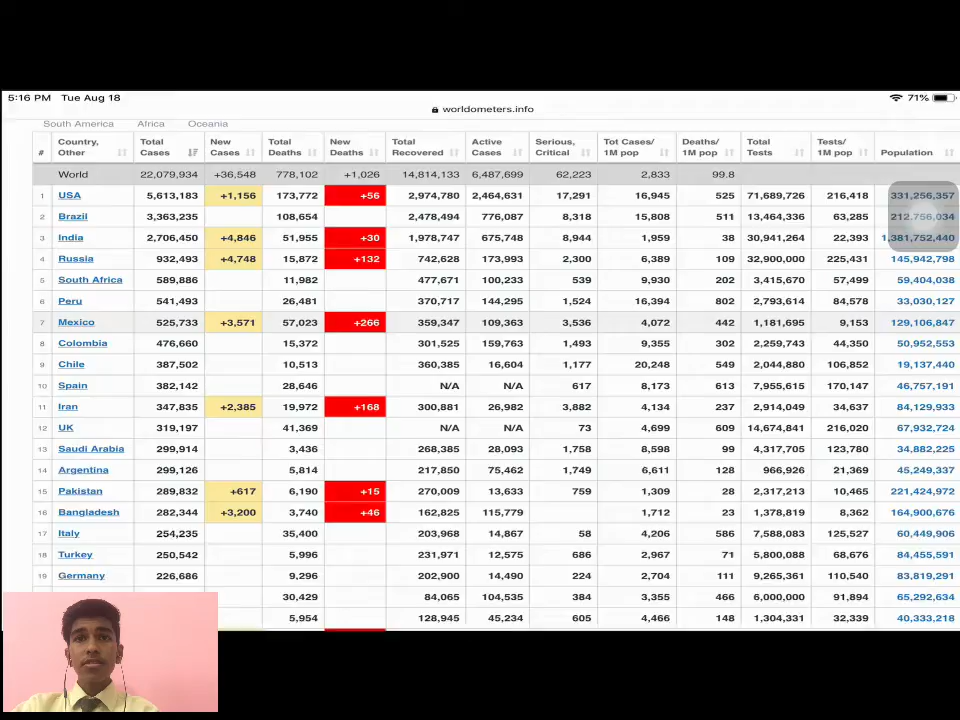 5:16 PM Tue Aug 18 71%
worldometers.info
South America Africa Oceania
# Country, Other Total Cases New Cases Total Deaths New Deaths Total Recovered Active Cases Serious, Critical Tot Cases/ 1M pop Deaths/ 1M pop Total Tests Tests/ 1M pop Population
World 22,079,934 +36,548 778,102 +1,026 14,814,133 6,487,699 62,223 2,833 99.8
1 USA 5,613,183 +1,156 173,772 +56 2,974,780 2,464,631 17,291 16,945 525 71,689,726 216,418 331,256,357
2 Brazil 3,363,235 108,654 2,478,494 776,087 8,318 15,808 511 13,464,336 63,285 212,756,034
3 India 2,706,450 +4,846 51,955 +30 1,978,747 675,748 8,944 1,959 38 30,941,264 22,393 1,381,752,440
4 Russia 932,493 +4,748 15,872 +132 742,628 173,993 2,300 6,389 109 32,900,000 225,431 145,942,798
5 South Africa 589,886 11,982 477,671 100,233 539 9,930 202 3,415,670 57,499 59,404,038
6 Peru 541,493 26,481 370,717 144,295 1,524 16,394 802 2,793,614 84,578 33,030,127
7 Mexico 525,733 +3,571 57,023 +266 359,347 109,363 3,536 4,072 442 1,181,695 9,153 129,106,847
8 Colombia 476,660 15,372 301,525 159,763 1,493 9,355 302 2,259,743 44,350 50,952,553
9 Chile 387,502 10,513 360,385 16,604 1,177 20,248 549 2,044,880 106,852 19,137,440
10 Spain 382,142 28,646 N/A N/A 617 8,173 613 7,955,615 170,147 46,757,191
11 Iran 347,835 +2,385 19,972 +168 300,881 26,982 3,882 4,134 237 2,914,049 34,637 84,129,933
12 UK 319,197 41,369 N/A N/A 73 4,699 609 14,674,841 216,020 67,932,724
13 Saudi Arabia 299,914 3,436 268,385 28,093 1,758 8,598 99 4,317,705 123,780 34,882,225
14 Argentina 299,126 5,814 217,850 75,462 1,749 6,611 128 966,926 21,369 45,249,337
15 Pakistan 289,832 +617 6,190 +15 270,009 13,633 759 1,309 28 2,317,213 10,465 221,424,972
16 Bangladesh 282,344 +3,200 3,740 +46 162,825 115,779 1,712 23 1,378,819 8,362 164,900,676
17 Italy 254,235 35,400 203,968 14,867 58 4,206 586 7,588,083 125,527 60,449,906
18 Turkey 250,542 5,996 231,971 12,575 686 2,967 71 5,800,088 68,676 84,455,591
19 Germany 226,686 9,296 202,900 14,490 224 2,704 111 9,265,361 110,540 83,819,291
30,429 84,065 104,535 384 3,355 466 6,000,000 91,894 65,292,634
5,954 128,945 45,234 605 4,466 148 1,304,331 32,339 40,333,218